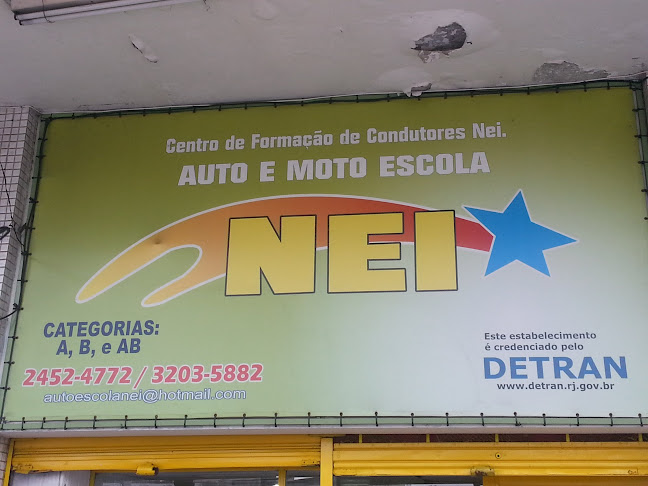 Centro de Formação de Condutores Nei.
AUTO E MOTO ESCOLA
NEI
CATEGORIAS:
A, B, e AB
2452-4772 / 3203-5882
autoescolanei@hotmail.com
Este estabelecimento
é credenciado pelo
DETRAN
www.detran.rj.gov.br